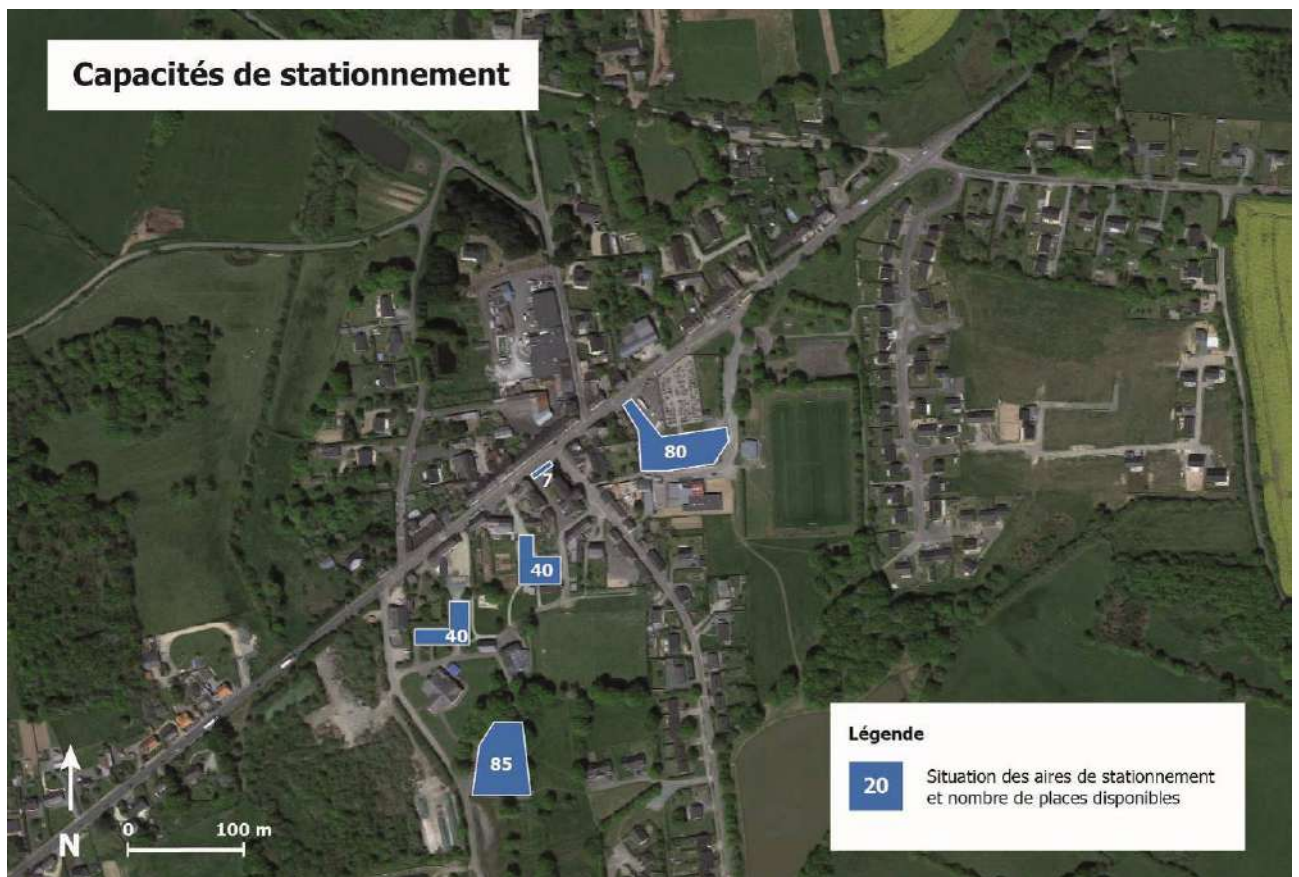 Capacités de stationnement
80
7
40
40
85
Légende
20 Situation des aires de stationnement
et nombre de places disponibles
0 100 m
N